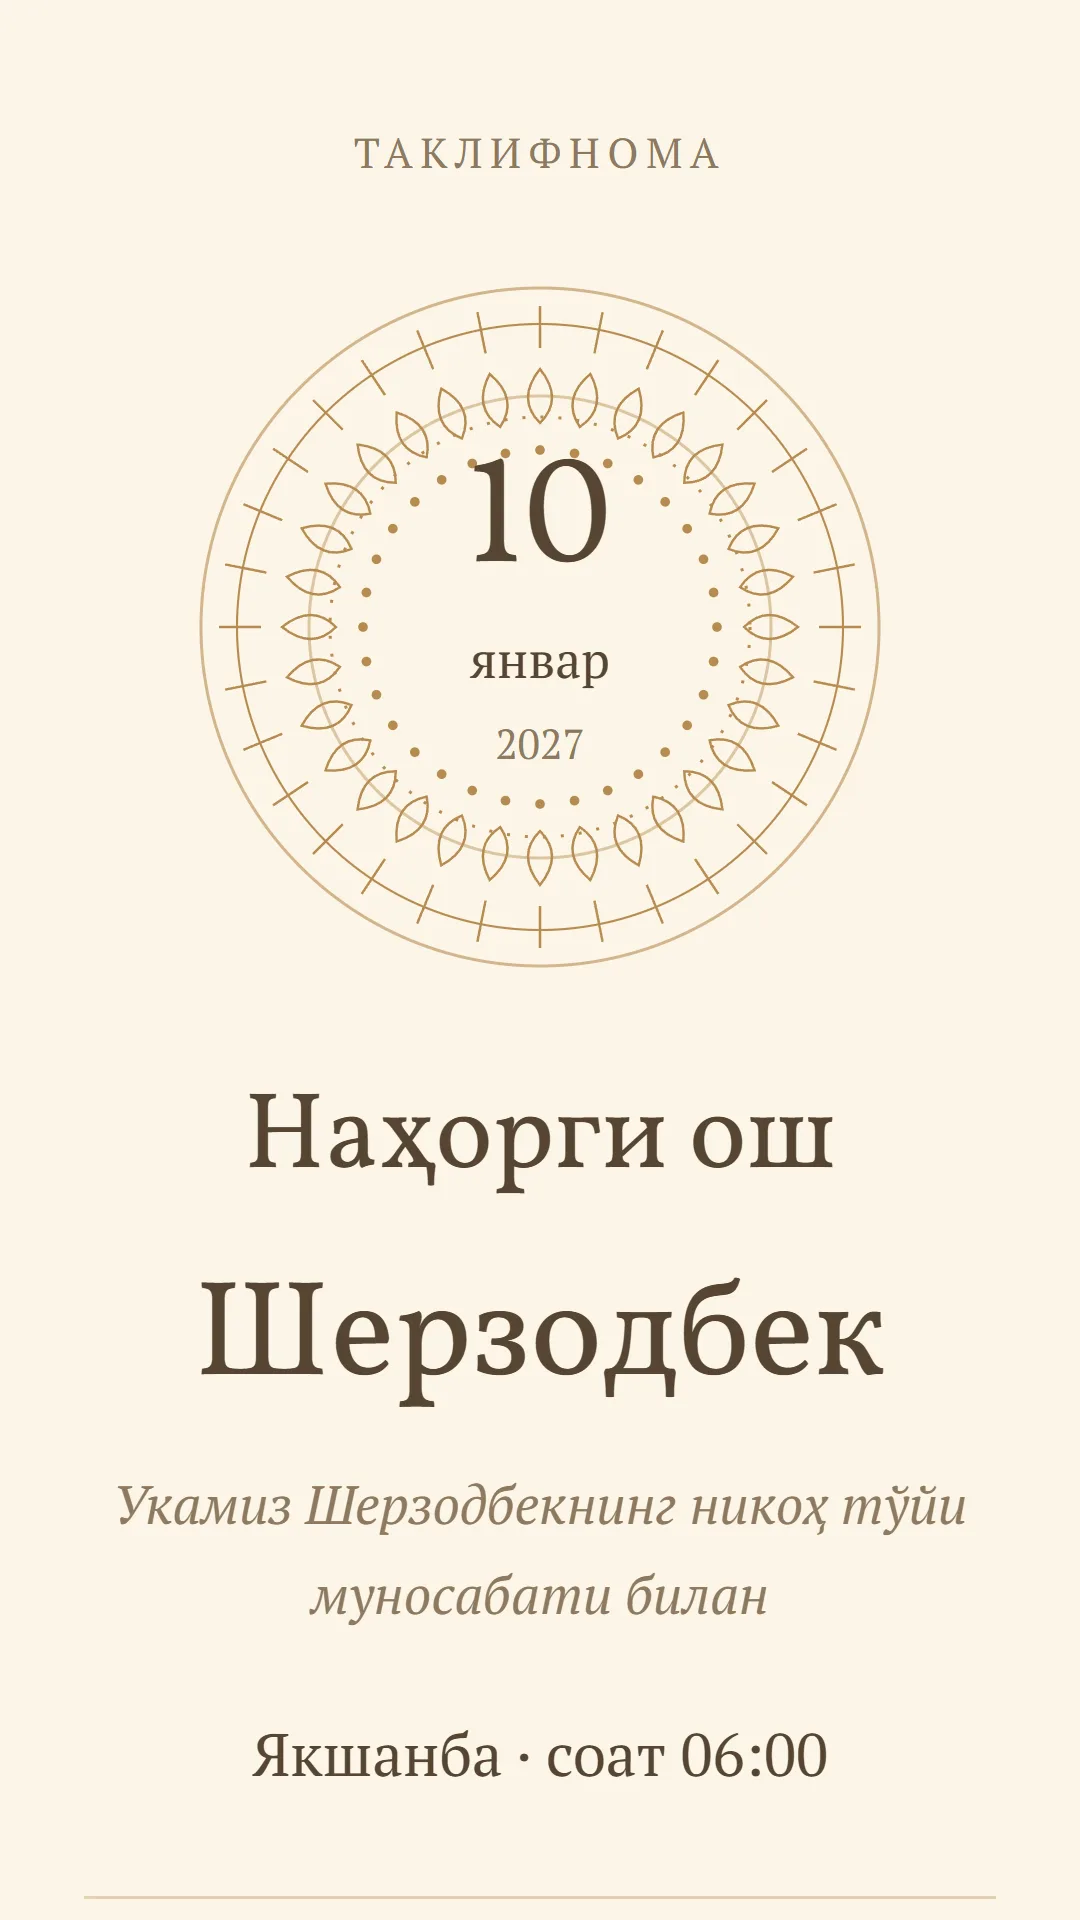 ТАКЛИФНОМА
10
январ
2027
Наҳорги ош
Шерзодбек
Укамиз Шерзодбекнинг никоҳ тўйи
муносабати билан
Якшанба · соат 06:00